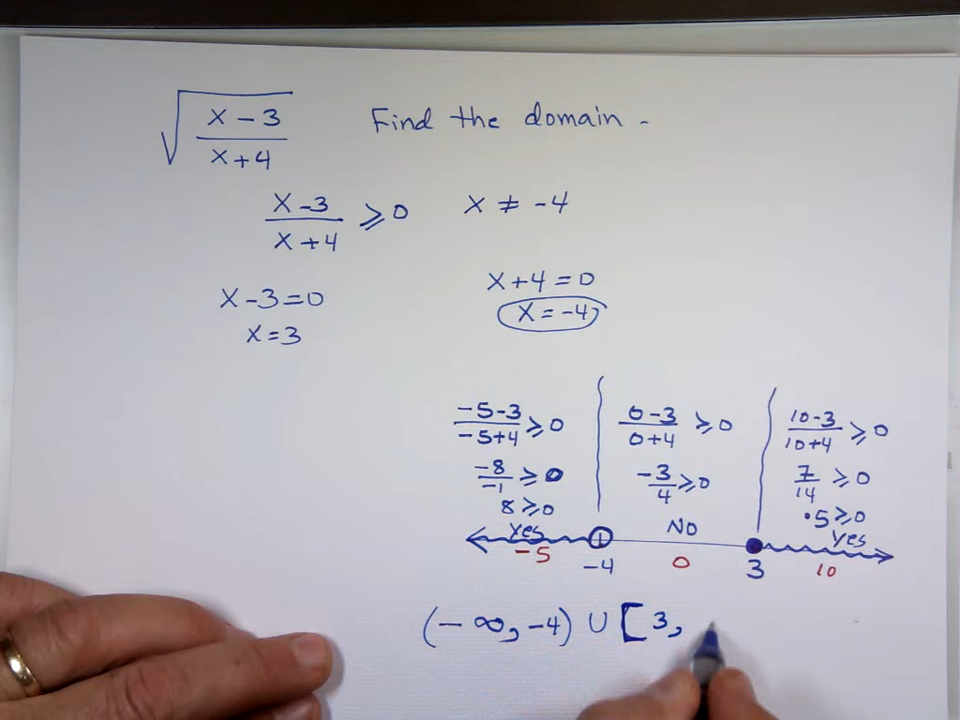 √((x-3)/(x+4)) Find the domain.
(x-3)/(x+4) ≥ 0 x ≠ -4
x-3=0 x+4=0
x=3 x=-4
(-5-3)/(-5+4) ≥ 0 (0-3)/(0+4) ≥ 0 (10-3)/(10+4) ≥ 0
-8/-1 ≥ 0 -3/4 ≥ 0 7/14 ≥ 0
8 ≥ 0 .5 ≥ 0
Yes NO Yes
-5 -4 0 3 10
(-∞, -4) ∪ [3,